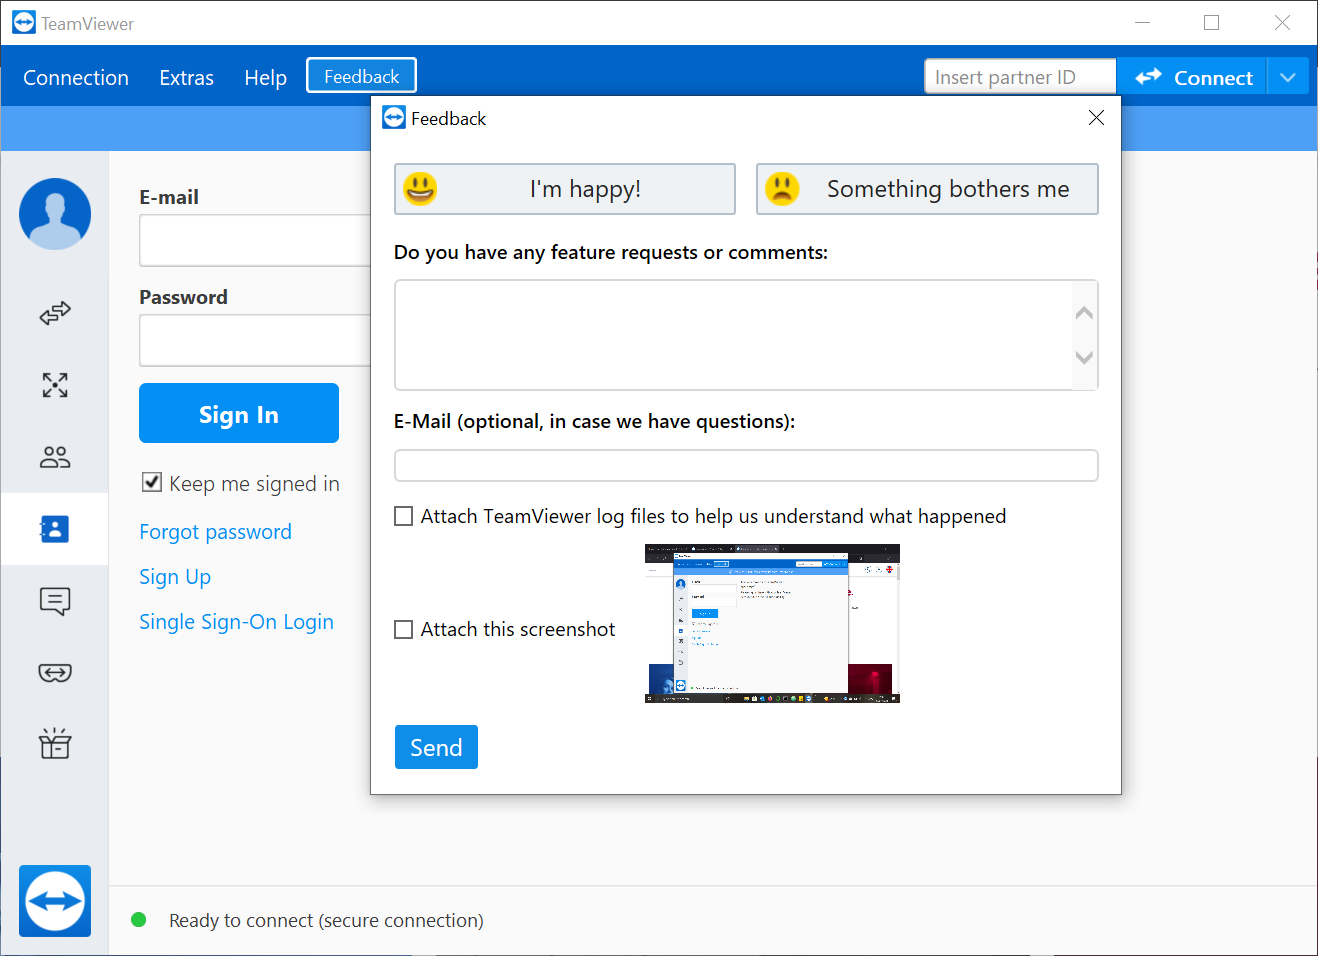 TeamViewer
Connection Extras Help Feedback Insert partner ID Connect
Feedback
I'm happy! Something bothers me
E-mail
Do you have any feature requests or comments:
Password
E-Mail (optional, in case we have questions):
Sign In
Keep me signed in
Attach TeamViewer log files to help us understand what happened
Forgot password
Sign Up
Single Sign-On Login
Attach this screenshot
Send
Ready to connect (secure connection)